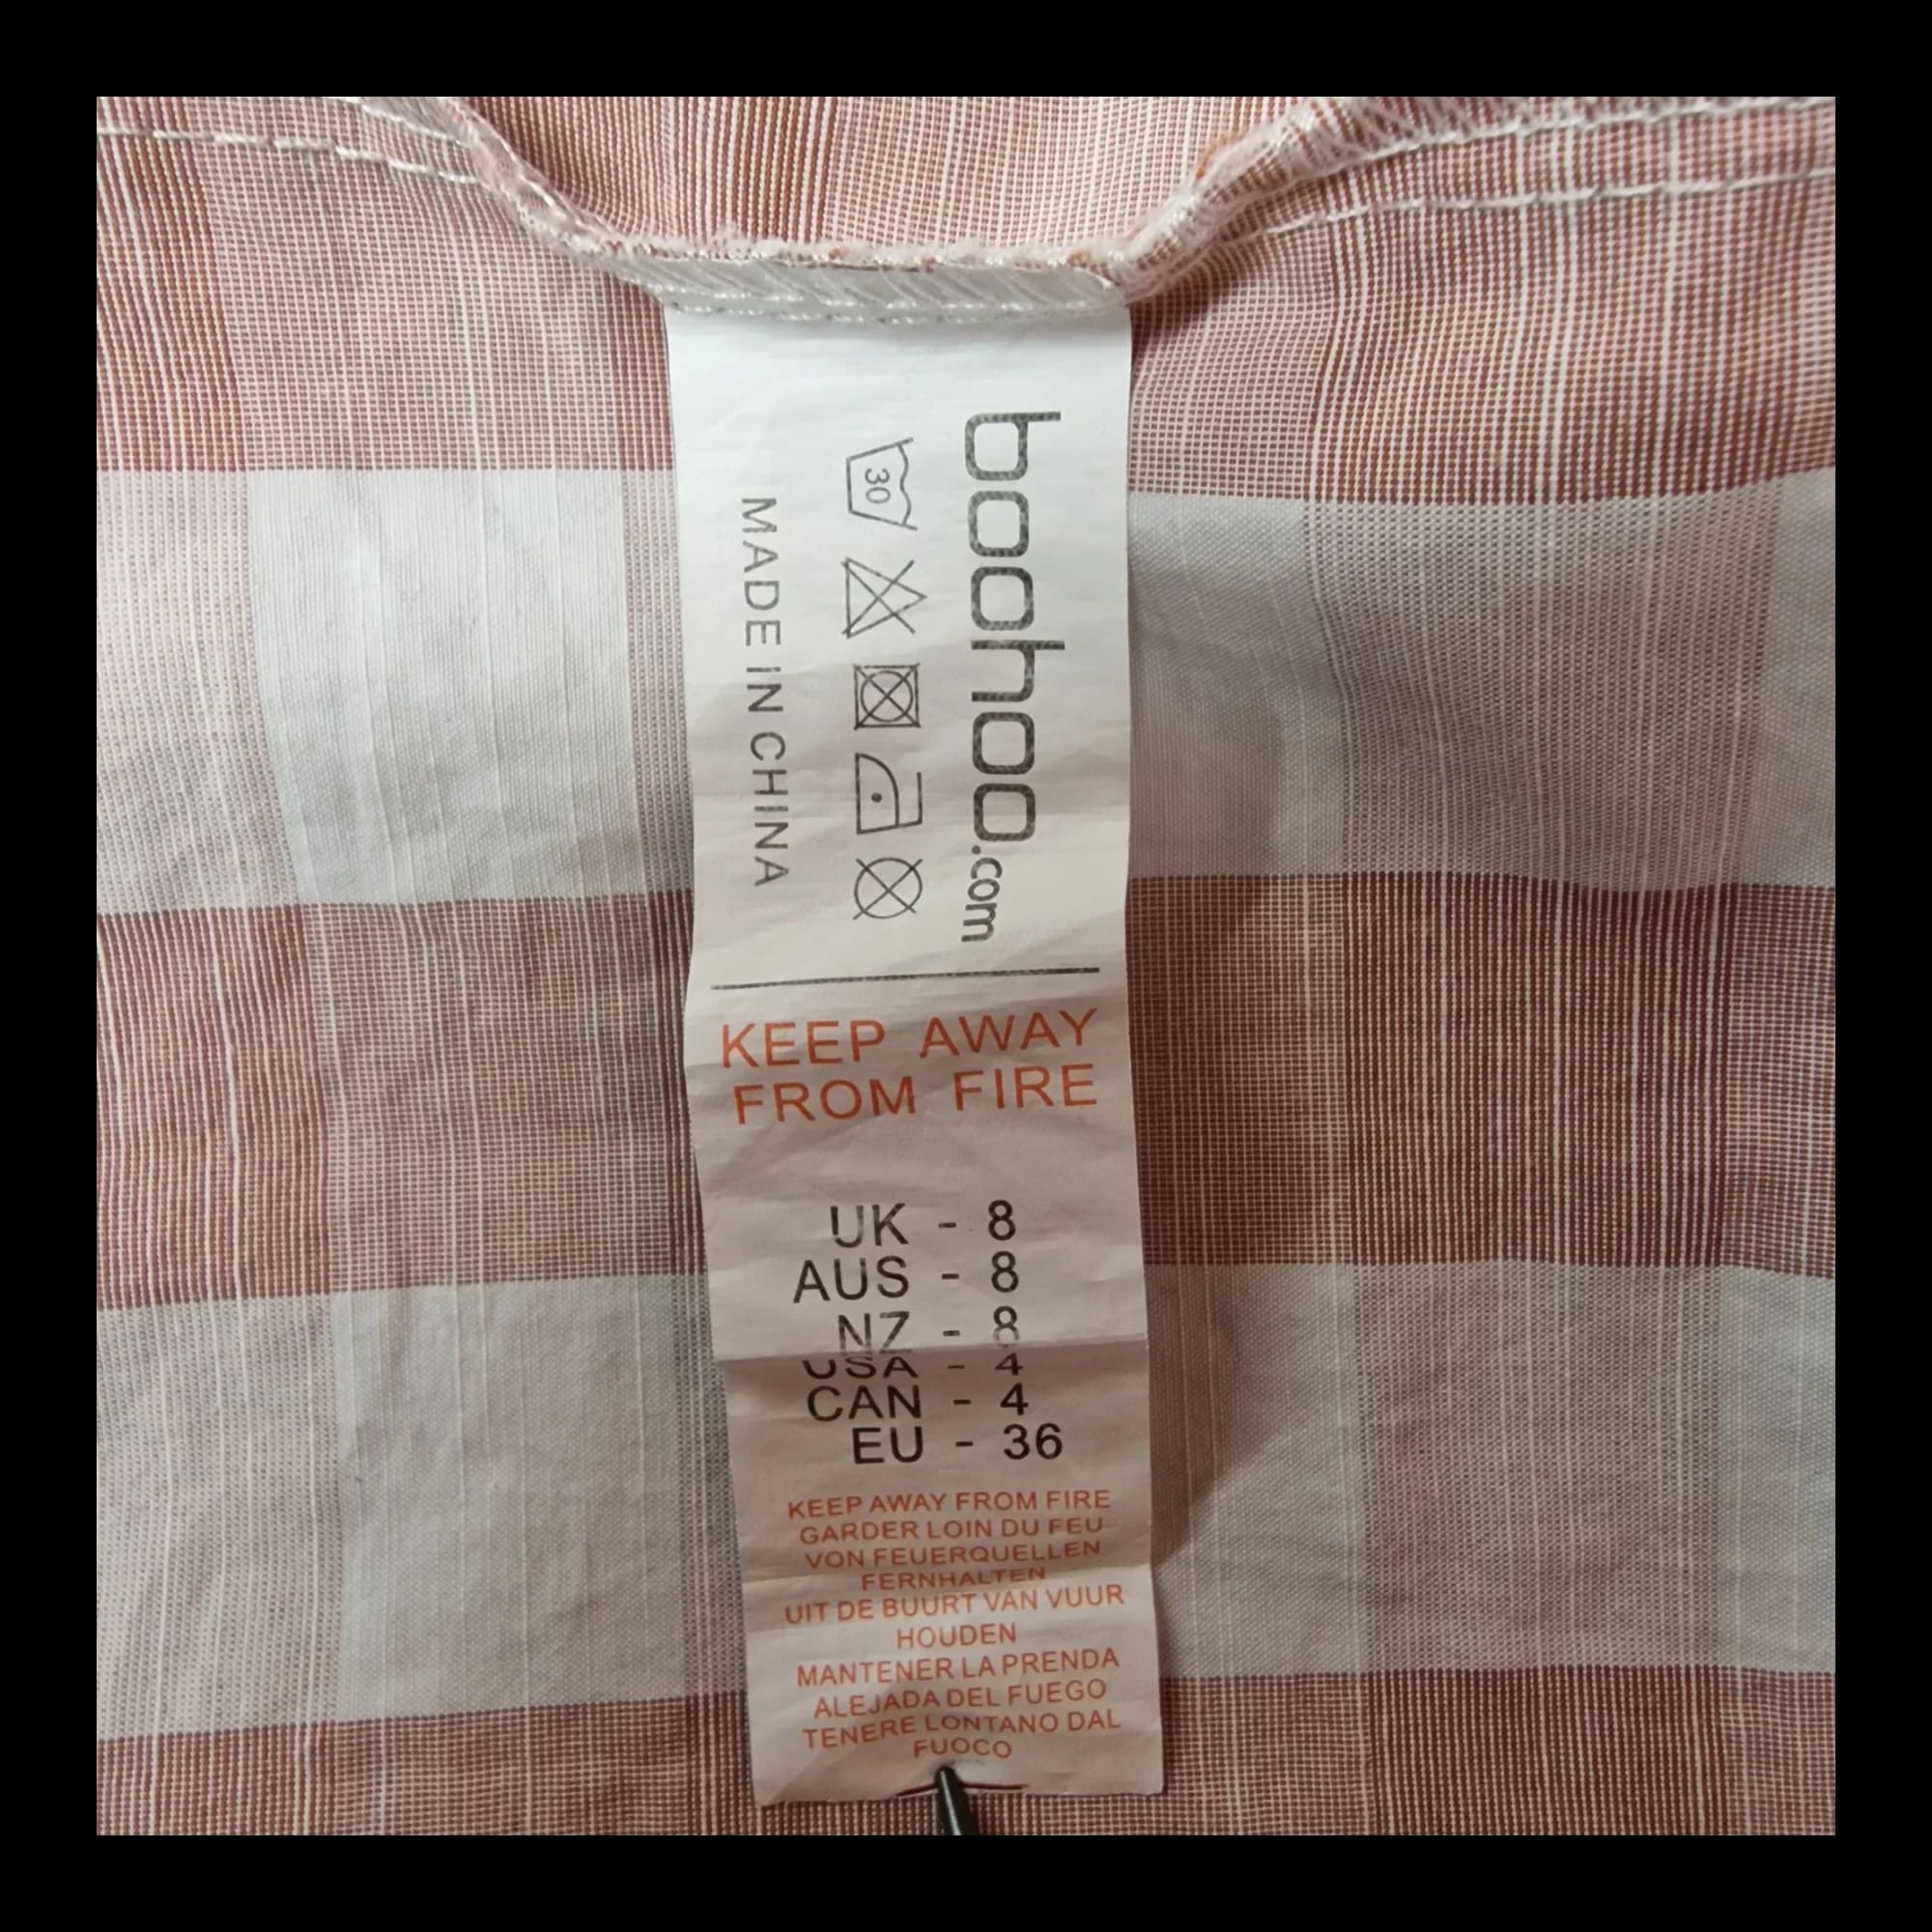 boohoo.com
30
MADE IN CHINA
KEEP AWAY
FROM FIRE
UK - 8
AUS - 8
NZ - 8
USA - 4
CAN - 4
EU - 36
KEEP AWAY FROM FIRE
GARDER LOIN DU FEU
VON FEUERQUELLEN
FERNHALTEN
UIT DE BUURT VAN VUUR
HOUDEN
MANTENER LA PRENDA
ALEJADA DEL FUEGO
TENERE LONTANO DAL
FUOCO